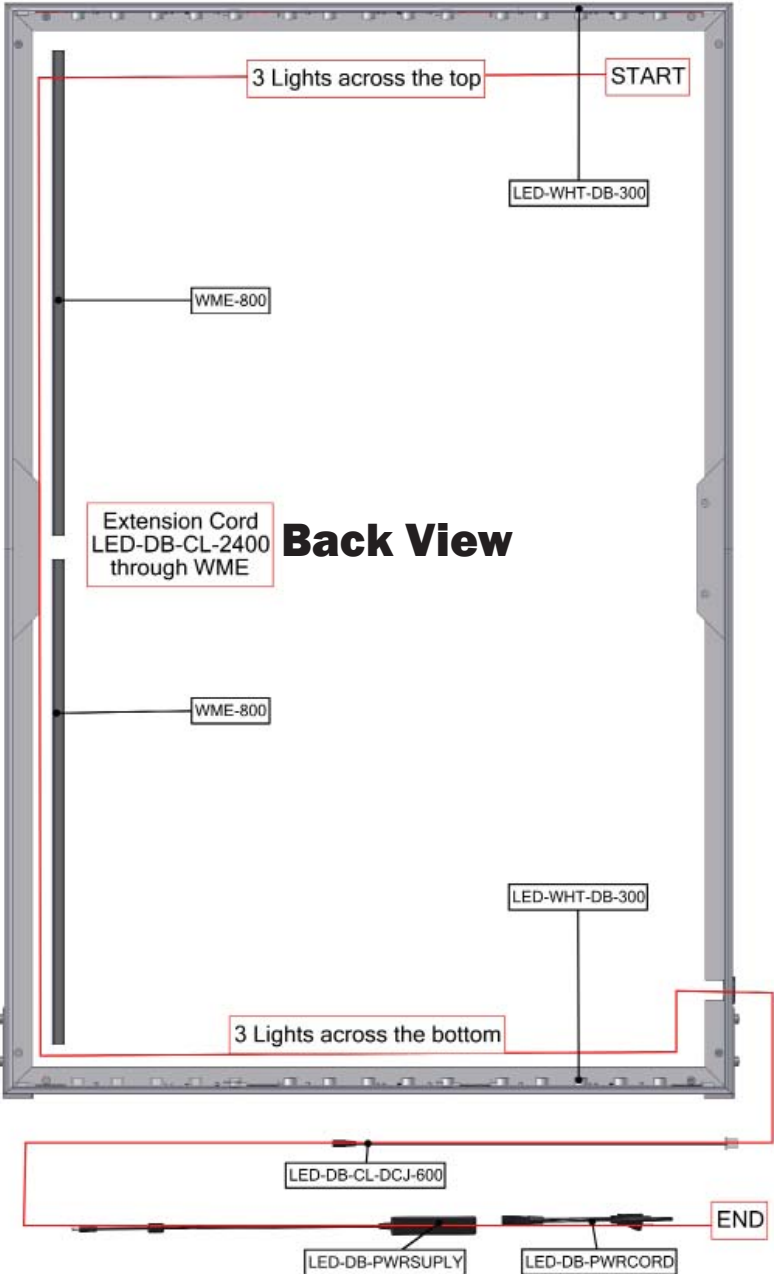 3 Lights across the top
START
LED-WHT-DB-300
WME-800
Extension Cord
LED-DB-CL-2400
through WME
Back View
WME-800
LED-WHT-DB-300
3 Lights across the bottom
LED-DB-CL-DCJ-600
END
LED-DB-PWRSUPLY
LED-DB-PWRCORD